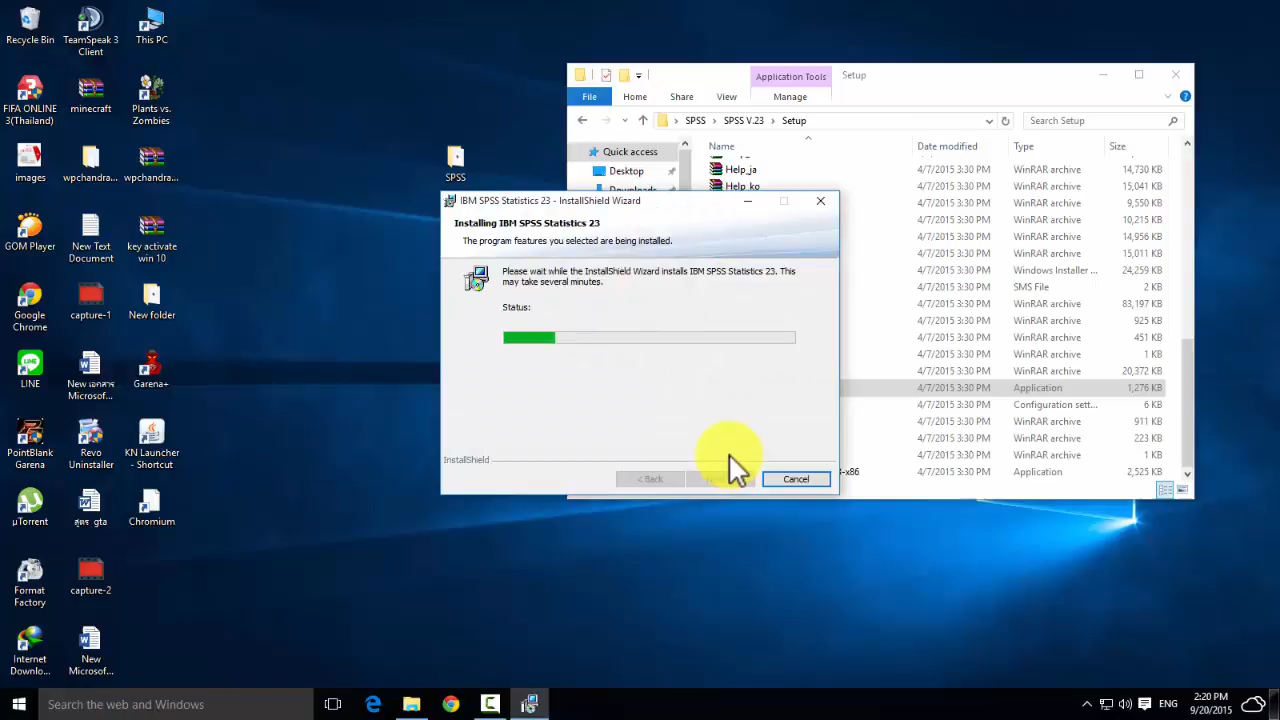 Recycle Bin
TeamSpeak 3
Client
This PC
FIFA ONLINE
3(Thailand)
minecraft
Plants vs.
Zombies
images
wpchandra...
wpchandra...
SPSS
GOM Player
New Text
Document
key activate
win 10
Google
Chrome
capture-1
New folder
LINE
New เอกสาร
Microsof...
Garena+
PointBlank
Garena
Revo
Uninstaller
KN Launcher
- Shortcut
µTorrent
สูตร gta
Chromium
Format
Factory
capture-2
Internet
Downlo...
New
Microsof...
Application Tools
Setup
File
Home
Share
View
Manage
SPSS
SPSS V.23
Setup
Search Setup
Quick access
Desktop
Downloads
Name
Date modified
Type
Size
Help_ja
4/7/2015 3:30 PM
WinRAR archive
14,730 KB
Help_ko
4/7/2015 3:30 PM
WinRAR archive
15,041 KB
4/7/2015 3:30 PM
WinRAR archive
9,550 KB
4/7/2015 3:30 PM
WinRAR archive
10,215 KB
4/7/2015 3:30 PM
WinRAR archive
14,956 KB
4/7/2015 3:30 PM
WinRAR archive
15,011 KB
4/7/2015 3:30 PM
Windows Installer ...
24,259 KB
4/7/2015 3:30 PM
SMS File
2 KB
4/7/2015 3:30 PM
WinRAR archive
83,197 KB
4/7/2015 3:30 PM
WinRAR archive
925 KB
4/7/2015 3:30 PM
WinRAR archive
451 KB
4/7/2015 3:30 PM
WinRAR archive
1 KB
4/7/2015 3:30 PM
WinRAR archive
20,372 KB
4/7/2015 3:30 PM
Application
1,276 KB
4/7/2015 3:30 PM
Configuration sett...
6 KB
4/7/2015 3:30 PM
WinRAR archive
911 KB
4/7/2015 3:30 PM
WinRAR archive
223 KB
4/7/2015 3:30 PM
WinRAR archive
1 KB
-x86
4/7/2015 3:30 PM
Application
2,525 KB
IBM SPSS Statistics 23 - InstallShield Wizard
Installing IBM SPSS Statistics 23
The program features you selected are being installed.
Please wait while the InstallShield Wizard installs IBM SPSS Statistics 23. This
may take several minutes.
Status:
InstallShield
< Back
Cancel
Search the web and Windows
ENG
2:20 PM
9/20/2015